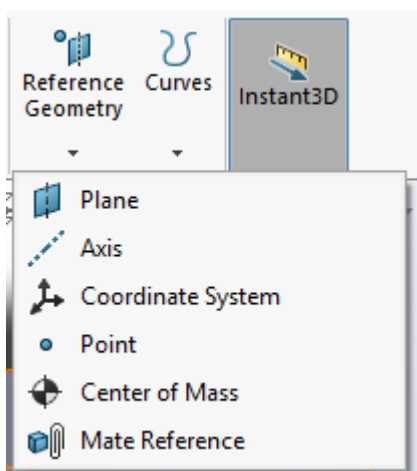 Reference
Geometry
Curves
Instant3D
Plane
Axis
Coordinate System
Point
Center of Mass
Mate Reference